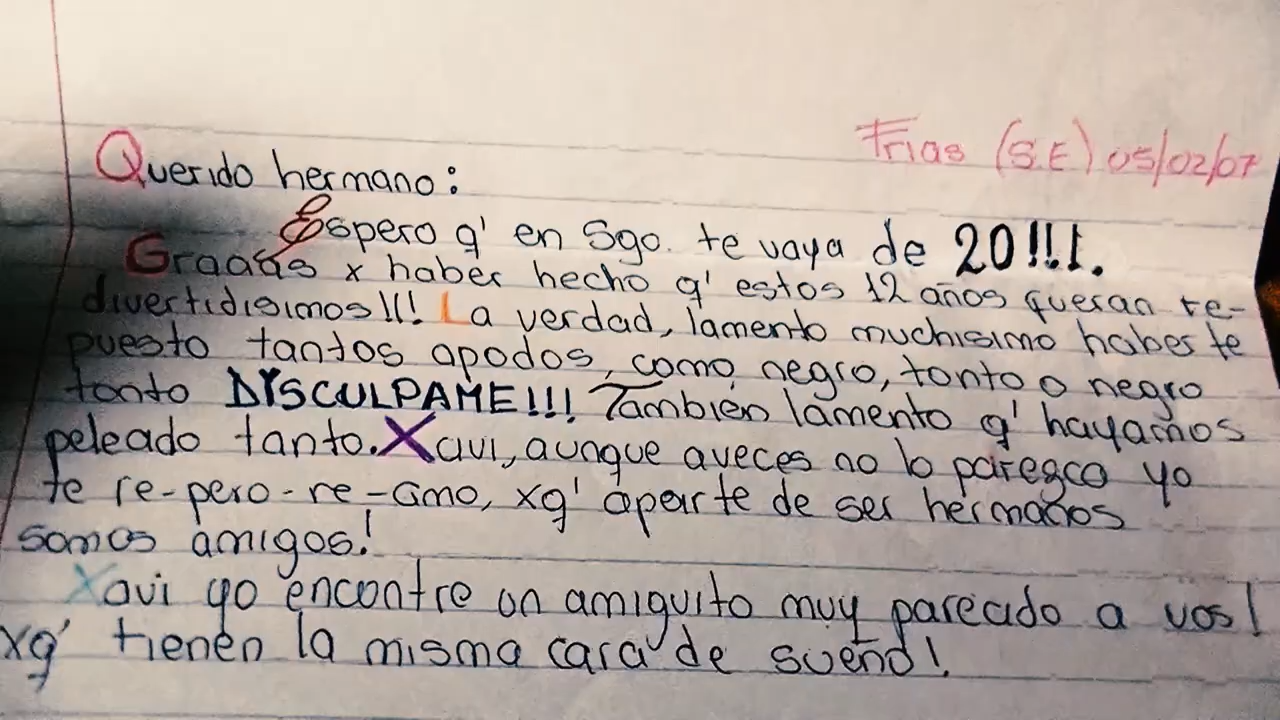 Frias (S.E) 05/02/07
Querido hermano:
Espero q' en Sgo. te vaya de 20!!!.
Gracias x haber hecho q' estos 12 años queran re-
divertidisimos!!! La verdad, lamento muchisimo haberte
puesto tantos apodos, como negro, tonto o negro
tonto DISCULPAME!!! También lamento q' hayamos
peleado tanto. Xavi, aunque aveces no lo paresca yo
te re-pero-re-amo, xq' aparte de ser hermanos
somos amigos!
Xavi yo encontre un amiguito muy parecido a vos!
xq' tienen la misma cara de sueño!.